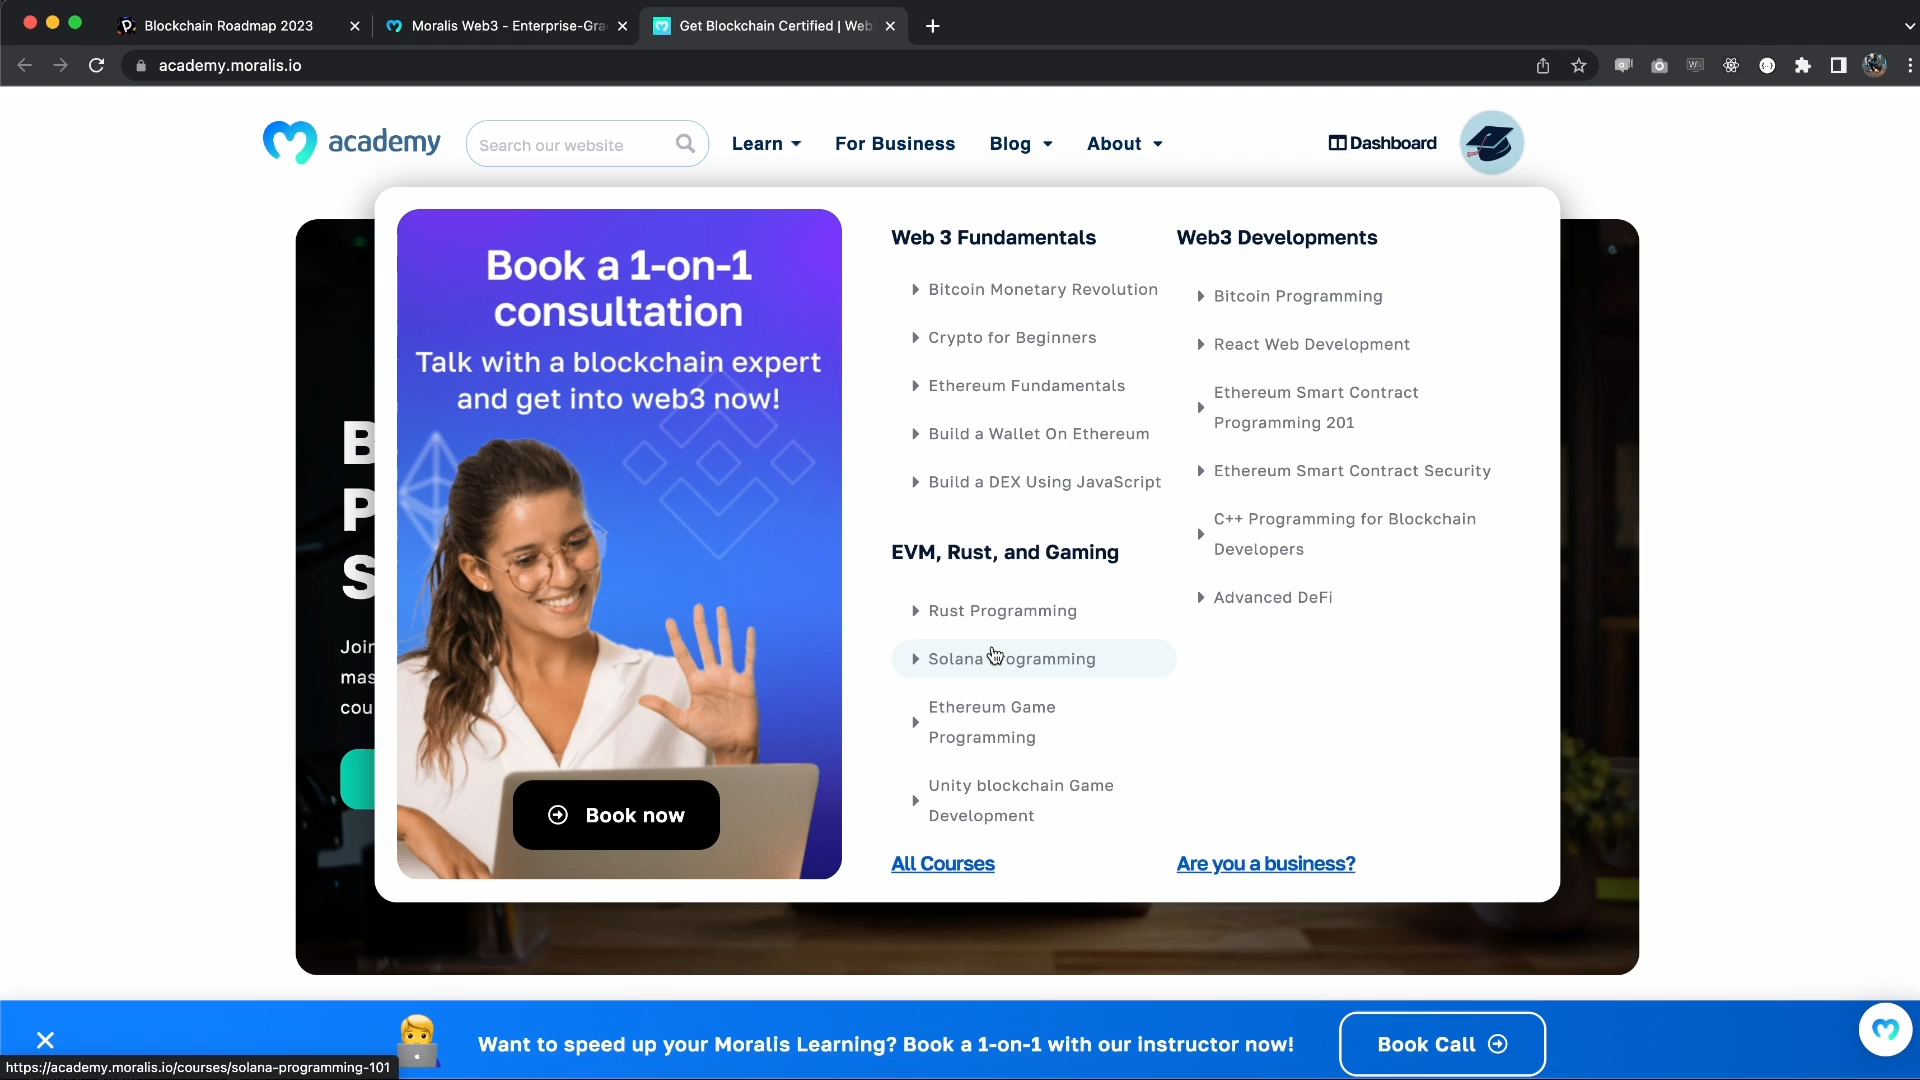 Blockchain Roadmap 2023
Moralis Web3 - Enterprise-Gra
Get Blockchain Certified | Web
academy.moralis.io
academy
Search our website
Learn
For Business
Blog
About
Dashboard
Book a 1-on-1
consultation
Talk with a blockchain expert
and get into web3 now!
Book now
Web 3 Fundamentals
Bitcoin Monetary Revolution
Crypto for Beginners
Ethereum Fundamentals
Build a Wallet On Ethereum
Build a DEX Using JavaScript
EVM, Rust, and Gaming
Rust Programming
Solana Programming
Ethereum Game
Programming
Unity blockchain Game
Development
All Courses
Web3 Developments
Bitcoin Programming
React Web Development
Ethereum Smart Contract
Programming 201
Ethereum Smart Contract Security
C++ Programming for Blockchain
Developers
Advanced DeFi
Are you a business?
B
P
S
Join
mas
cou
Want to speed up your Moralis Learning? Book a 1-on-1 with our instructor now!
Book Call
https://academy.moralis.io/courses/solana-programming-101